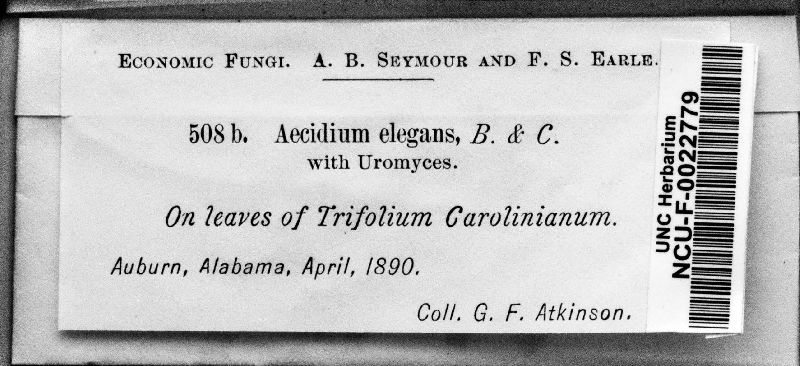 Economic Fungi. A. B. Seymour and F. S. Earle.
508 b. Aecidium elegans, B. & C.
with Uromyces.
On leaves of Trifolium Carolinianum.
Auburn, Alabama, April, 1890.
Coll. G. F. Atkinson.
UNC Herbarium
NCU-F-0022779